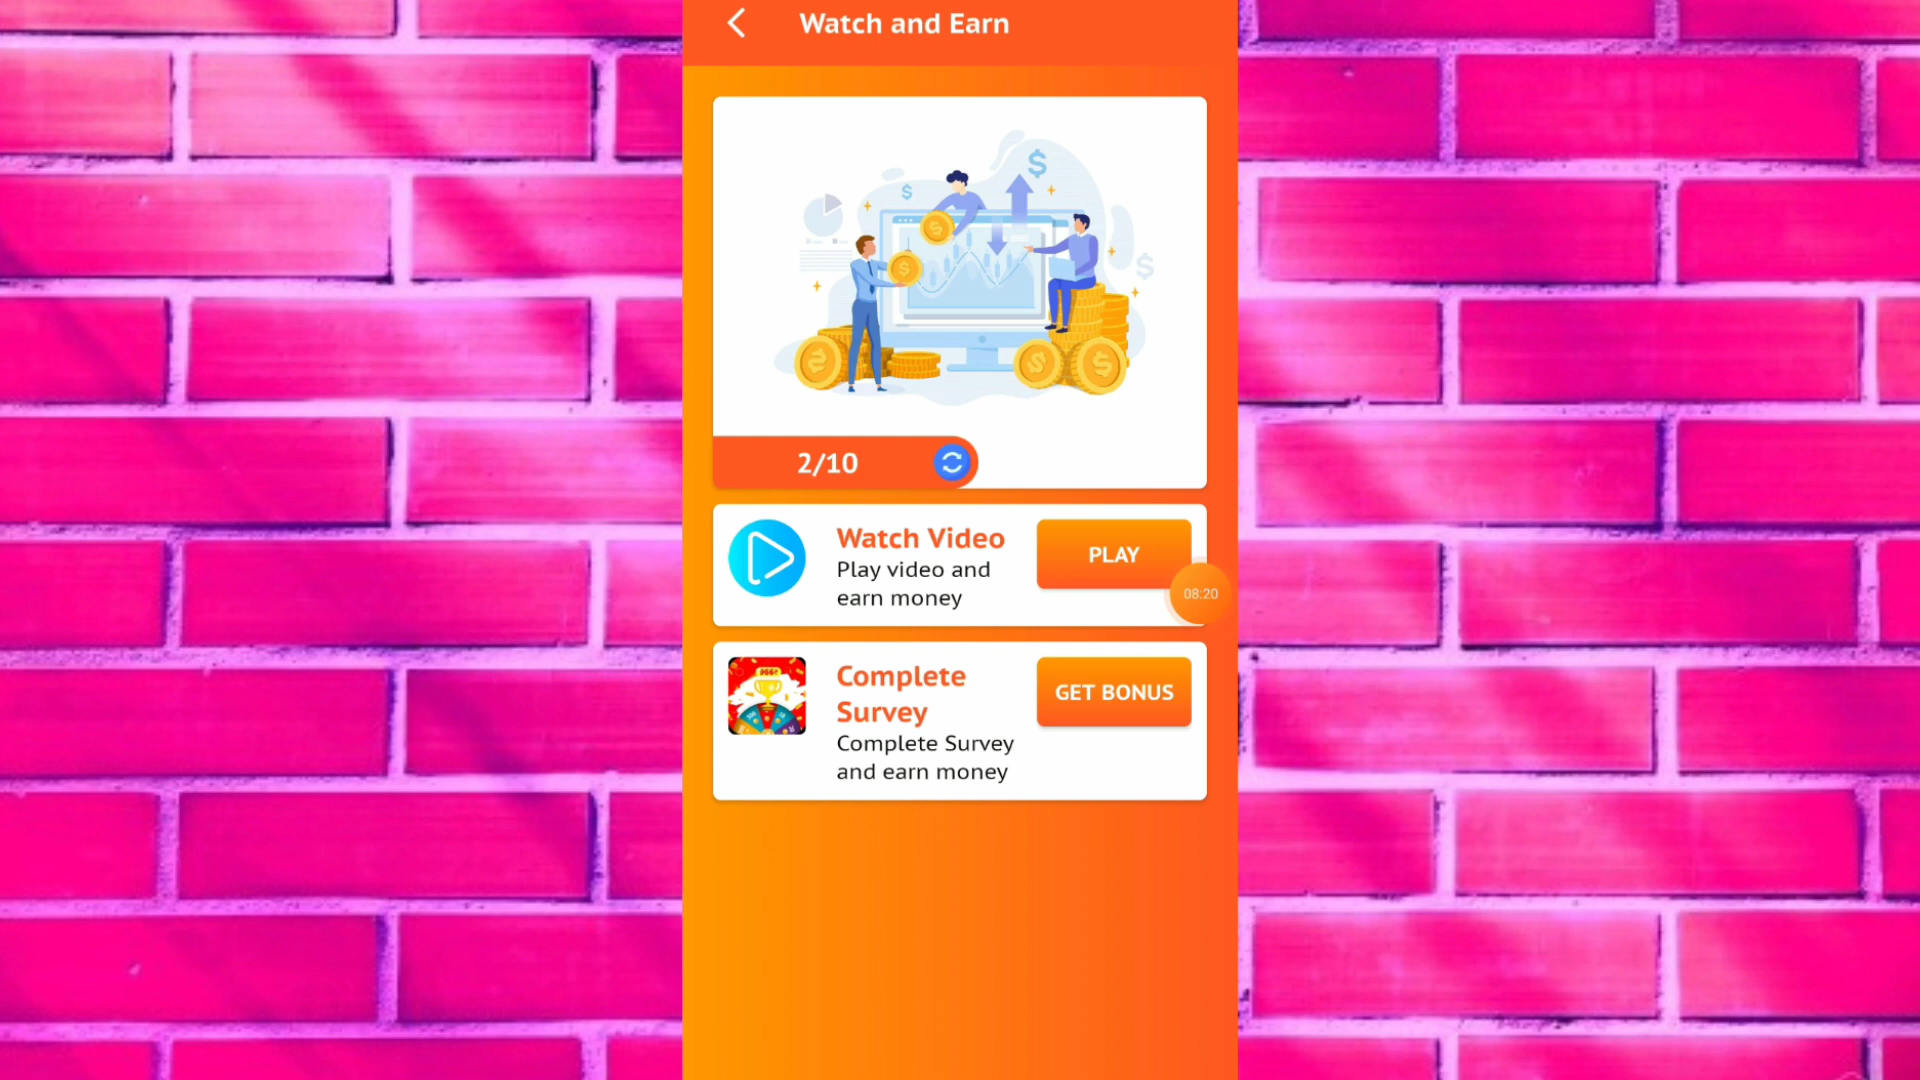 Watch and Earn
2/10
Watch Video
Play video and
earn money
PLAY
08:20
Complete
Survey
Complete Survey
and earn money
GET BONUS